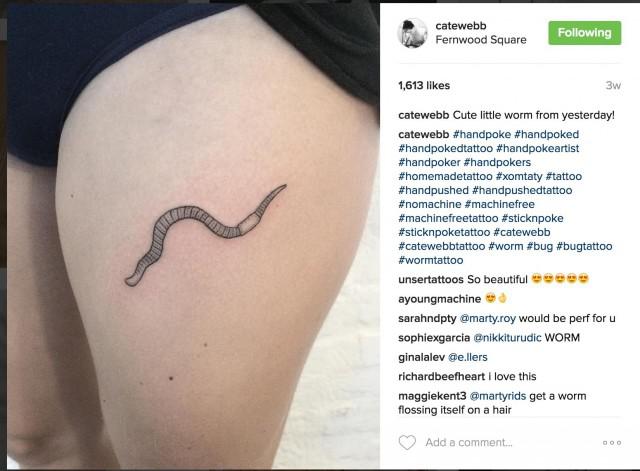 catewebb
Fernwood Square
Following
1,613 likes
3w
catewebb Cute little worm from yesterday!
catewebb #handpoke #handpoked
#handpokedtattoo #handpokeartist
#handpoker #handpokers
#homemadetattoo #xomtaty #tattoo
#handpushed #handpushedtattoo
#nomachine #machinefree
#machinefreetattoo #sticknpoke
#sticknpoketattoo #catewebb
#catewebbtattoo #worm #bug #bugtattoo
#wormtattoo
unsertattoos So beautiful 😍😍😍😍😍
ayoungmachine 😍👌
sarahndpty @marty.roy would be perf for u
sophiexgarcia @nikkiturudic WORM
ginalalev @e.llers
richardbeefheart i love this
maggiekent3 @martyrids get a worm
flossing itself on a hair
Add a comment...